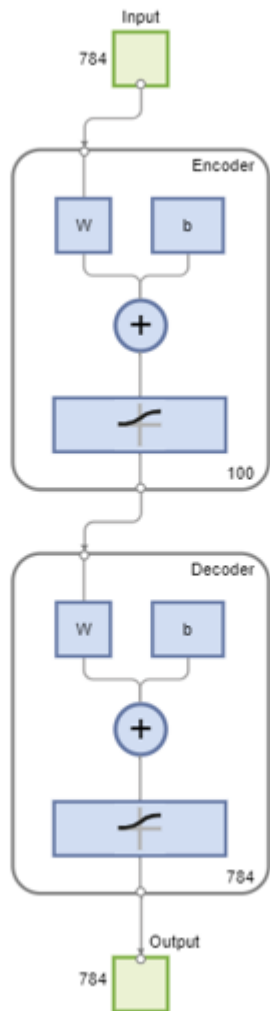 Input
784
Encoder
W b
+
100
Decoder
W b
+
784
Output
784